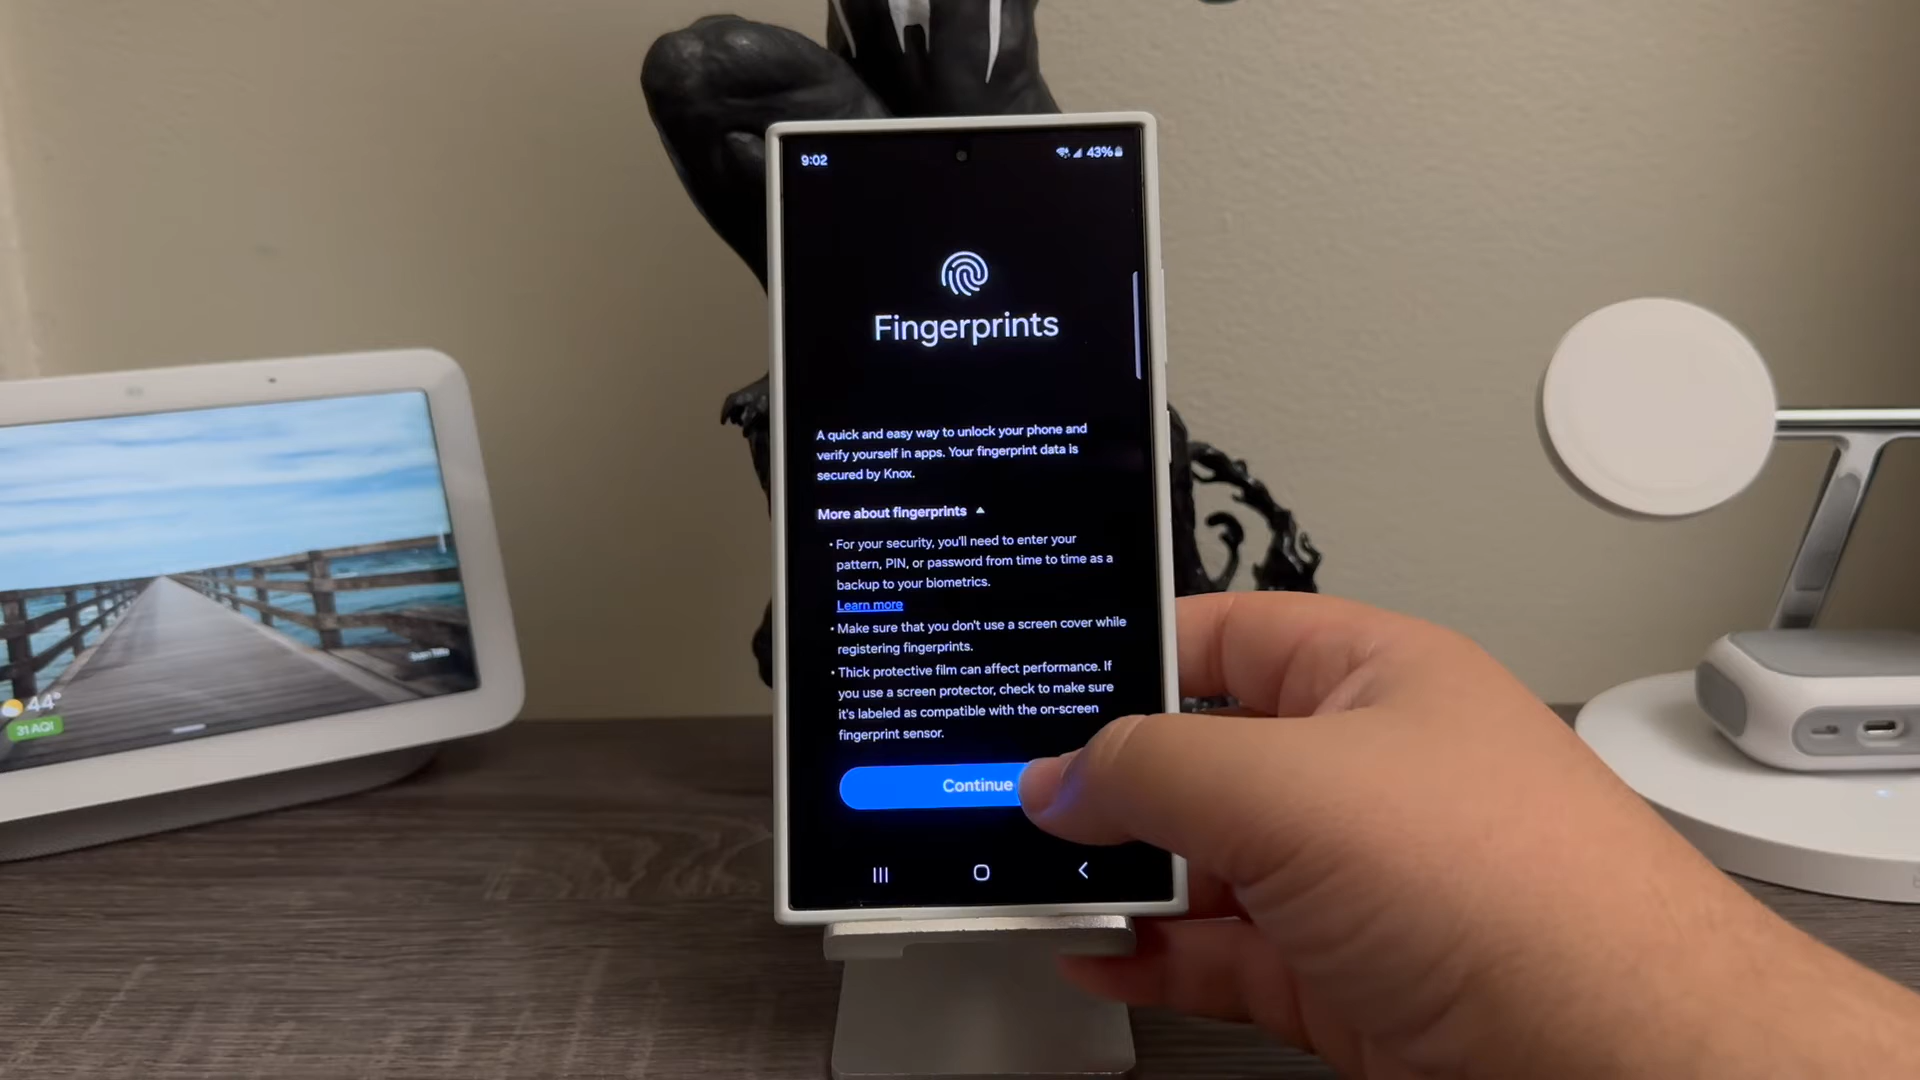 9:02
43%
Fingerprints
A quick and easy way to unlock your phone and
verify yourself in apps. Your fingerprint data is
secured by Knox.
More about fingerprints
• For your security, you'll need to enter your
pattern, PIN, or password from time to time as a
backup to your biometrics.
Learn more
• Make sure that you don't use a screen cover while
registering fingerprints.
• Thick protective film can affect performance. If
you use a screen protector, check to make sure
it's labeled as compatible with the on-screen
fingerprint sensor.
Continue
44°
31 AQI